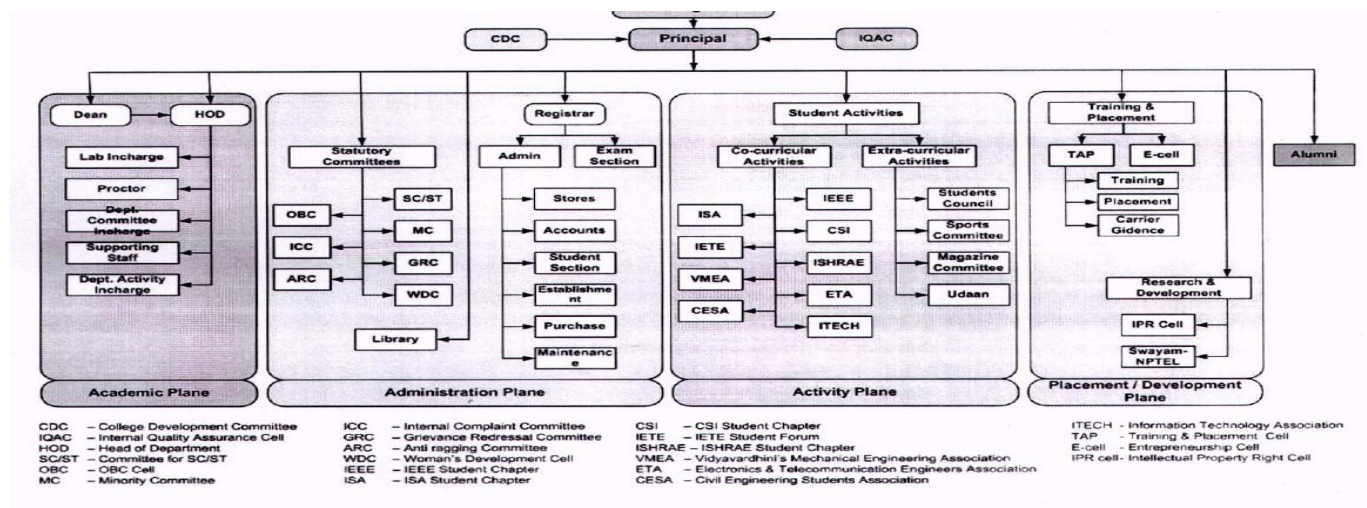 CDC
Principal
IQAC
Dean
HOD
Lab Incharge
Proctor
Dept.
Committee
Incharge
Supporting
Staff
Dept. Activity
Incharge
Academic Plane
Statutory
Committees
SC/ST
OBC
MC
ICC
GRC
ARC
WDC
Library
Registrar
Admin
Exam
Section
Stores
Accounts
Student
Section
Establishme
nt
Purchase
Maintenanc
e
Administration Plane
Student Activities
Co-curricular
Activities
Extra-curricular
Activities
IEEE
ISA
CSI
IETE
ISHRAE
VMEA
ETA
CESA
ITECH
Students
Council
Sports
Committee
Magazine
Committee
Udaan
Activity Plane
Training &
Placement
TAP
E-cell
Training
Placement
Carrier
Gidence
Research &
Development
IPR Cell
Swayam-
NPTEL
Placement / Development
Plane
Alumni
CDC – College Development Committee
IQAC – Internal Quality Assurance Cell
HOD – Head of Department
SC/ST – Committee for SC/ST
OBC – OBC Cell
MC – Minority Committee
ICC – Internal Complaint Committee
GRC – Grievance Redressal Committee
ARC – Anti ragging Committee
WDC – Woman's Development Cell
IEEE – IEEE Student Chapter
ISA – ISA Student Chapter
CSI – CSI Student Chapter
IETE – IETE Student Forum
ISHRAE – ISHRAE Student Chapter
VMEA – Vidyavardhini's Mechanical Engineering Association
ETA – Electronics & Telecommunication Engineers Association
CESA – Civil Engineering Students Association
ITECH - Information Technology Association
TAP - Training & Placement Cell
E-cell - Entrepreneurship Cell
IPR cell- Intellectual Property Right Cell